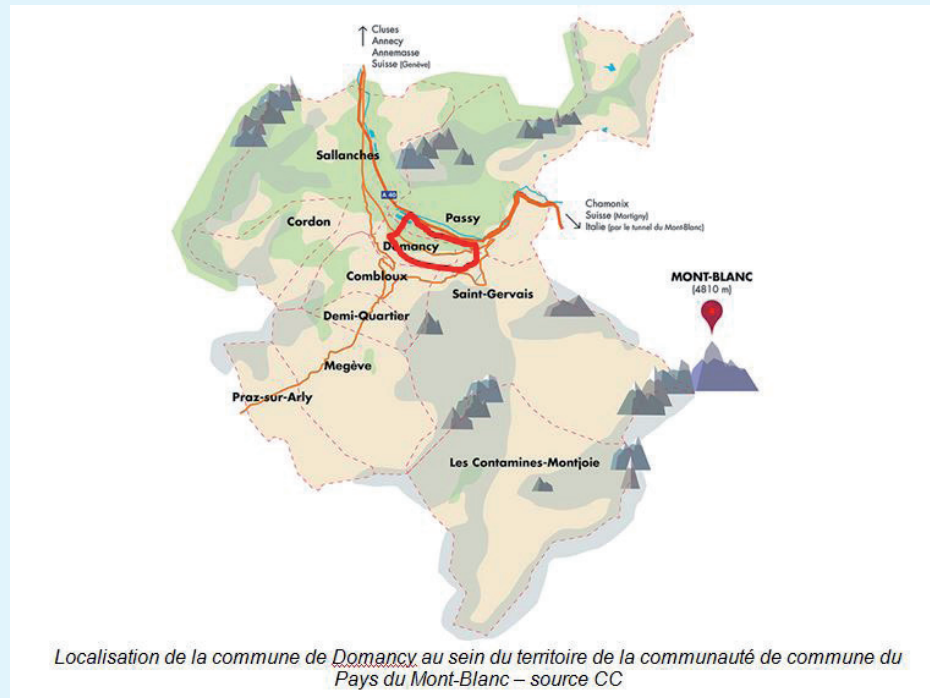 Cluses
Annecy
Annemasse
Suisse (Genève)
Sallanches
A 40
Cordon
Passy
Chamonix
Suisse (Martigny)
Italie (par le tunnel du Mont-Blanc)
Domancy
Combloux
Saint-Gervais
MONT-BLANC
(4810 m)
Demi-Quartier
Megève
Praz-sur-Arly
Les Contamines-Montjoie
Localisation de la commune de Domancy au sein du territoire de la communauté de commune du
Pays du Mont-Blanc – source CC